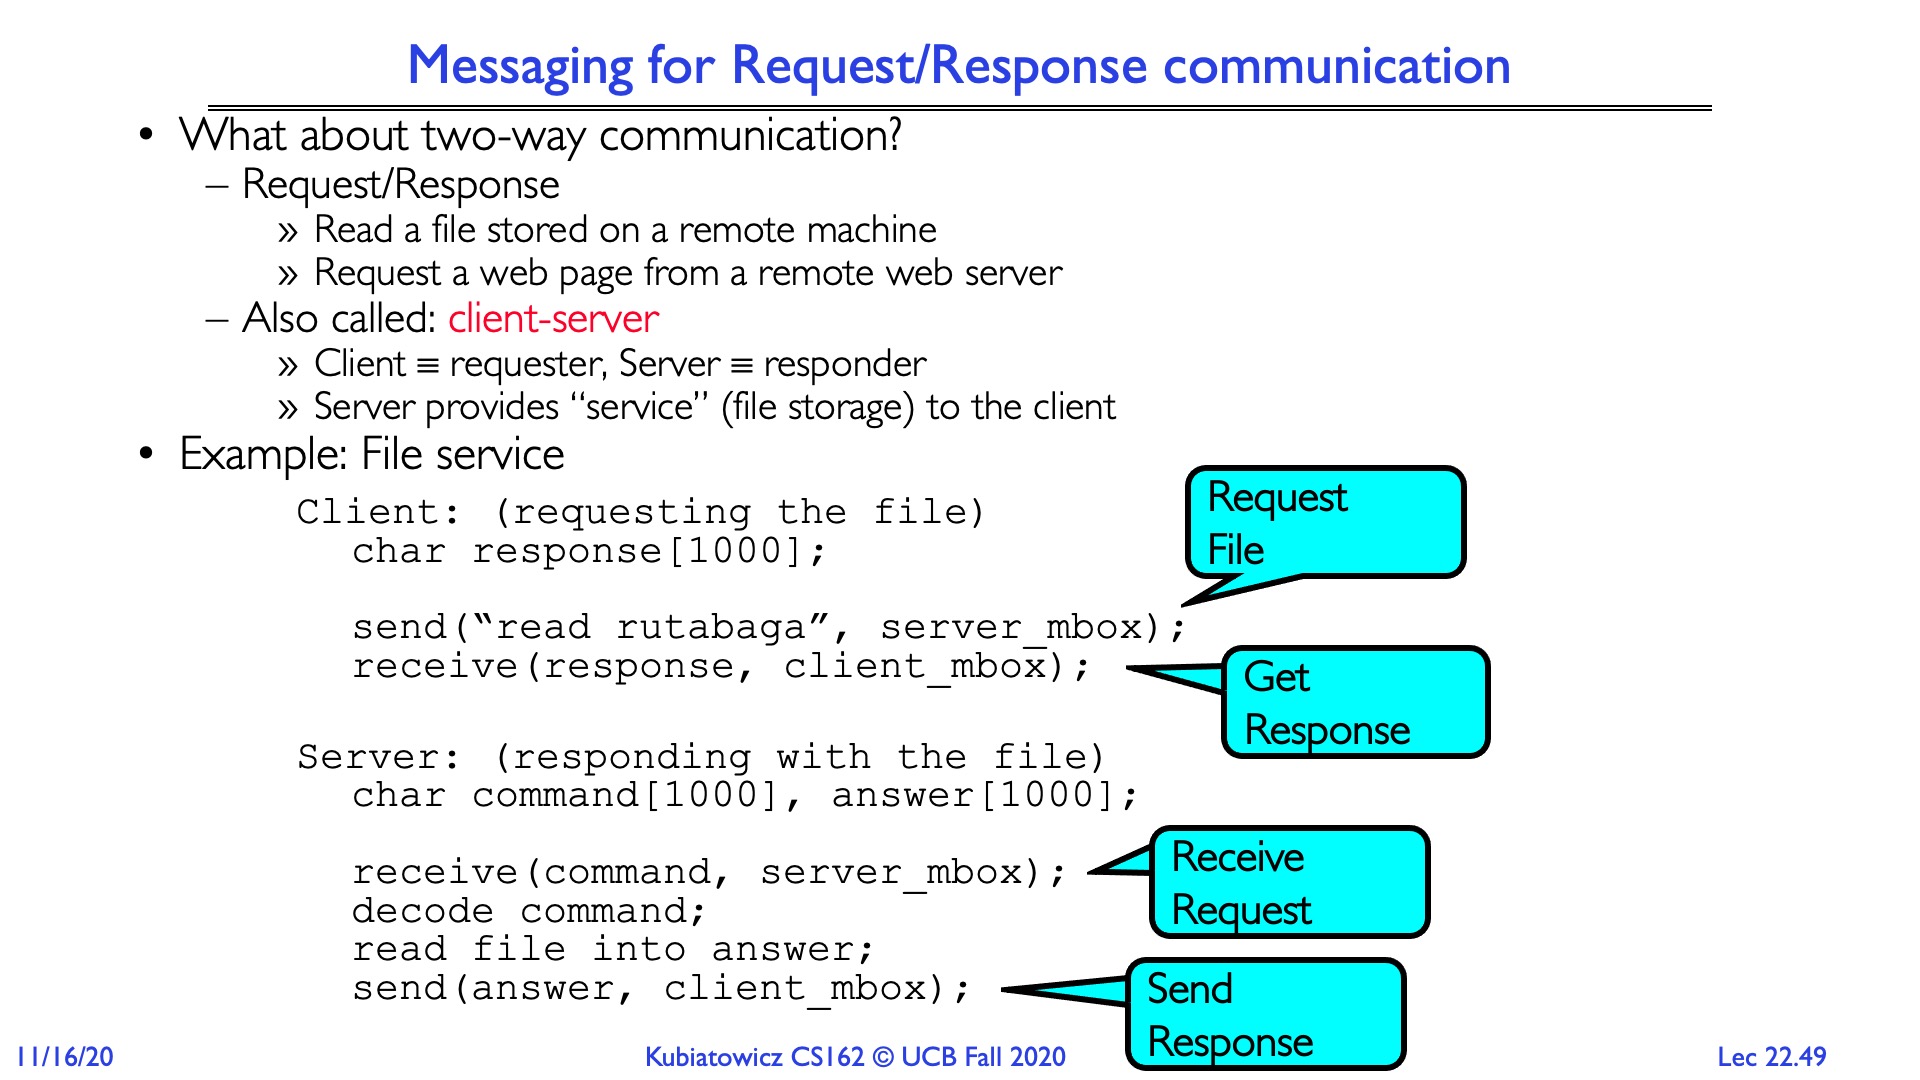 Messaging for Request/Response communication
• What about two-way communication?
– Request/Response
» Read a file stored on a remote machine
» Request a web page from a remote web server
– Also called: client-server
» Client ≡ requester, Server ≡ responder
» Server provides “service” (file storage) to the client
• Example: File service
Client: (requesting the file)
char response[1000];
send(“read rutabaga”, server_mbox);
receive(response, client_mbox);
Request
File
Get
Response
Server: (responding with the file)
char command[1000], answer[1000];
receive(command, server_mbox);
decode command;
read file into answer;
send(answer, client_mbox);
Receive
Request
Send
Response
11/16/20
Kubiatowicz CS162 © UCB Fall 2020
Lec 22.49